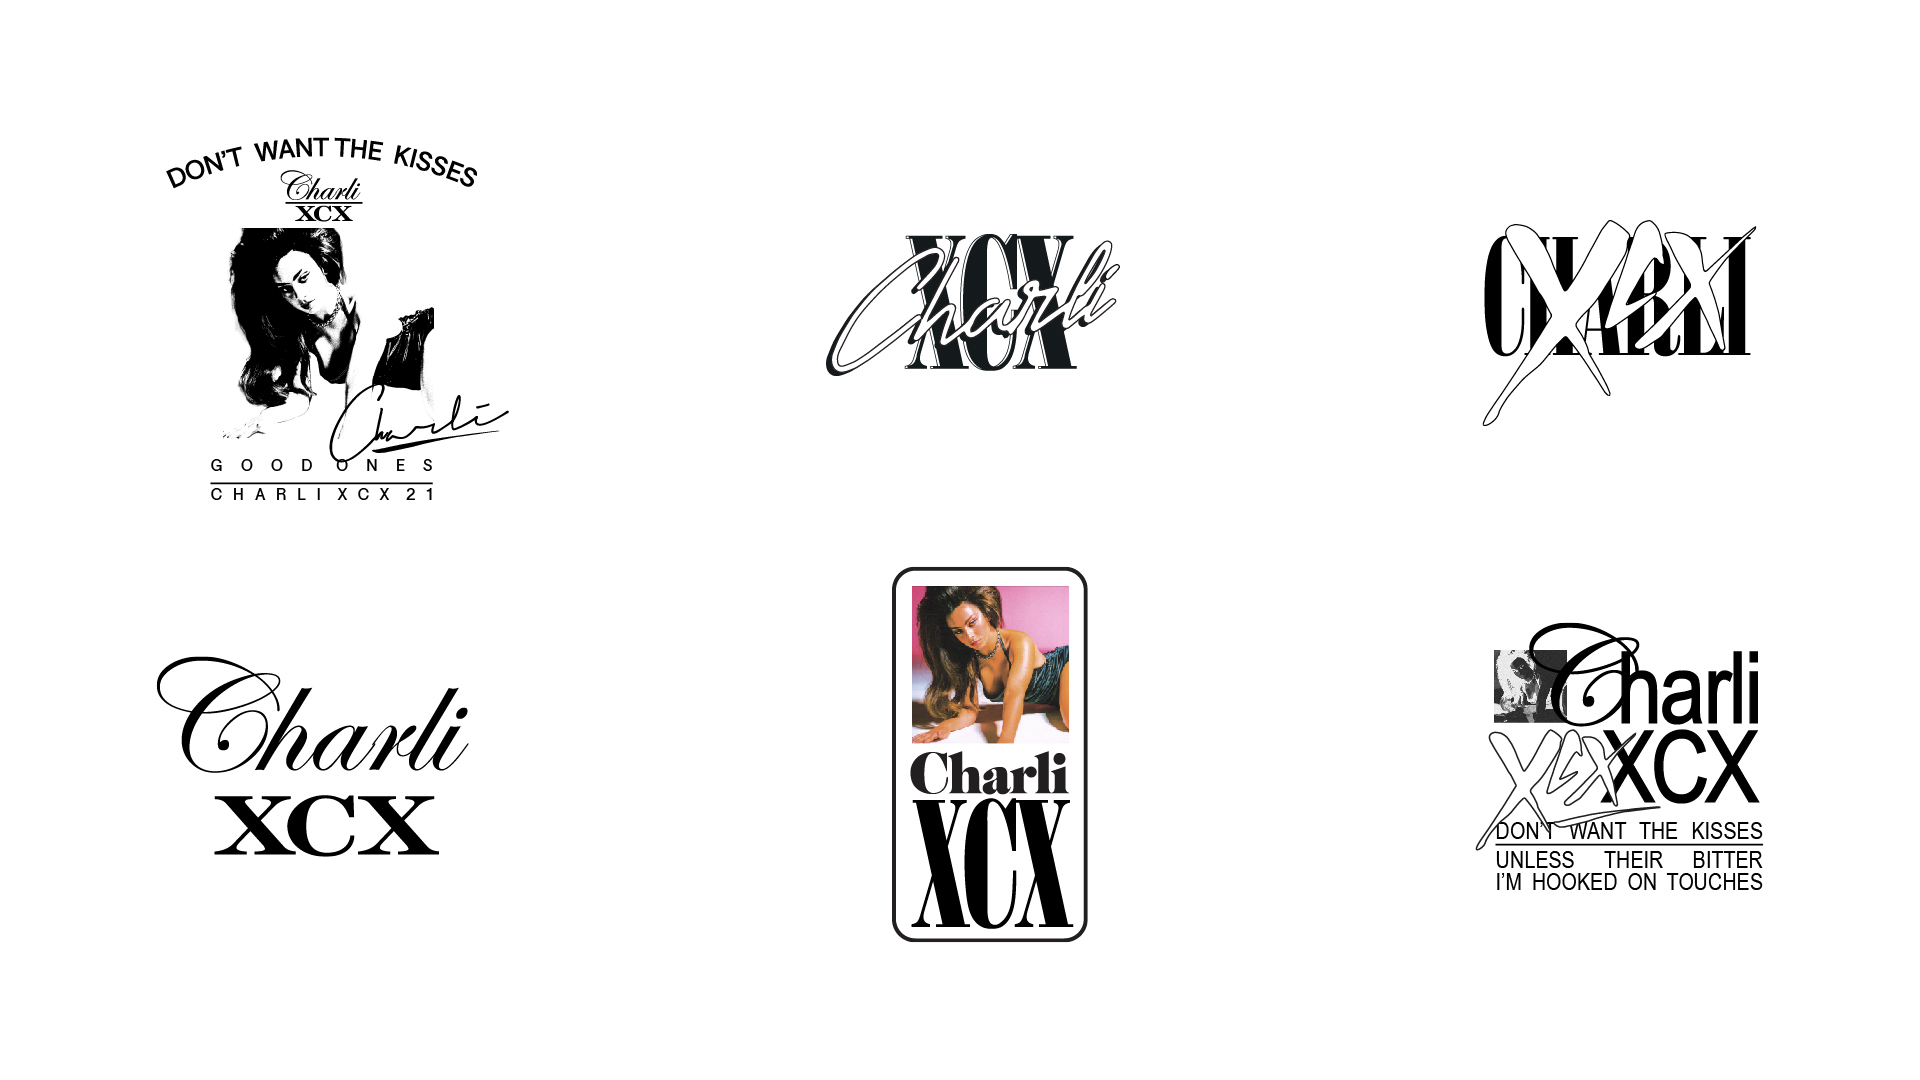 DON'T WANT THE KISSES
Charli
XCX
Charli
GOOD ONES
CHARLI XCX 21
XCX
Charli
CHARLI
XCX
Charli
XCX
Charli
XCX
Charli
XCX
XCX
DON'T WANT THE KISSES
UNLESS THEIR BITTER
I'M HOOKED ON TOUCHES